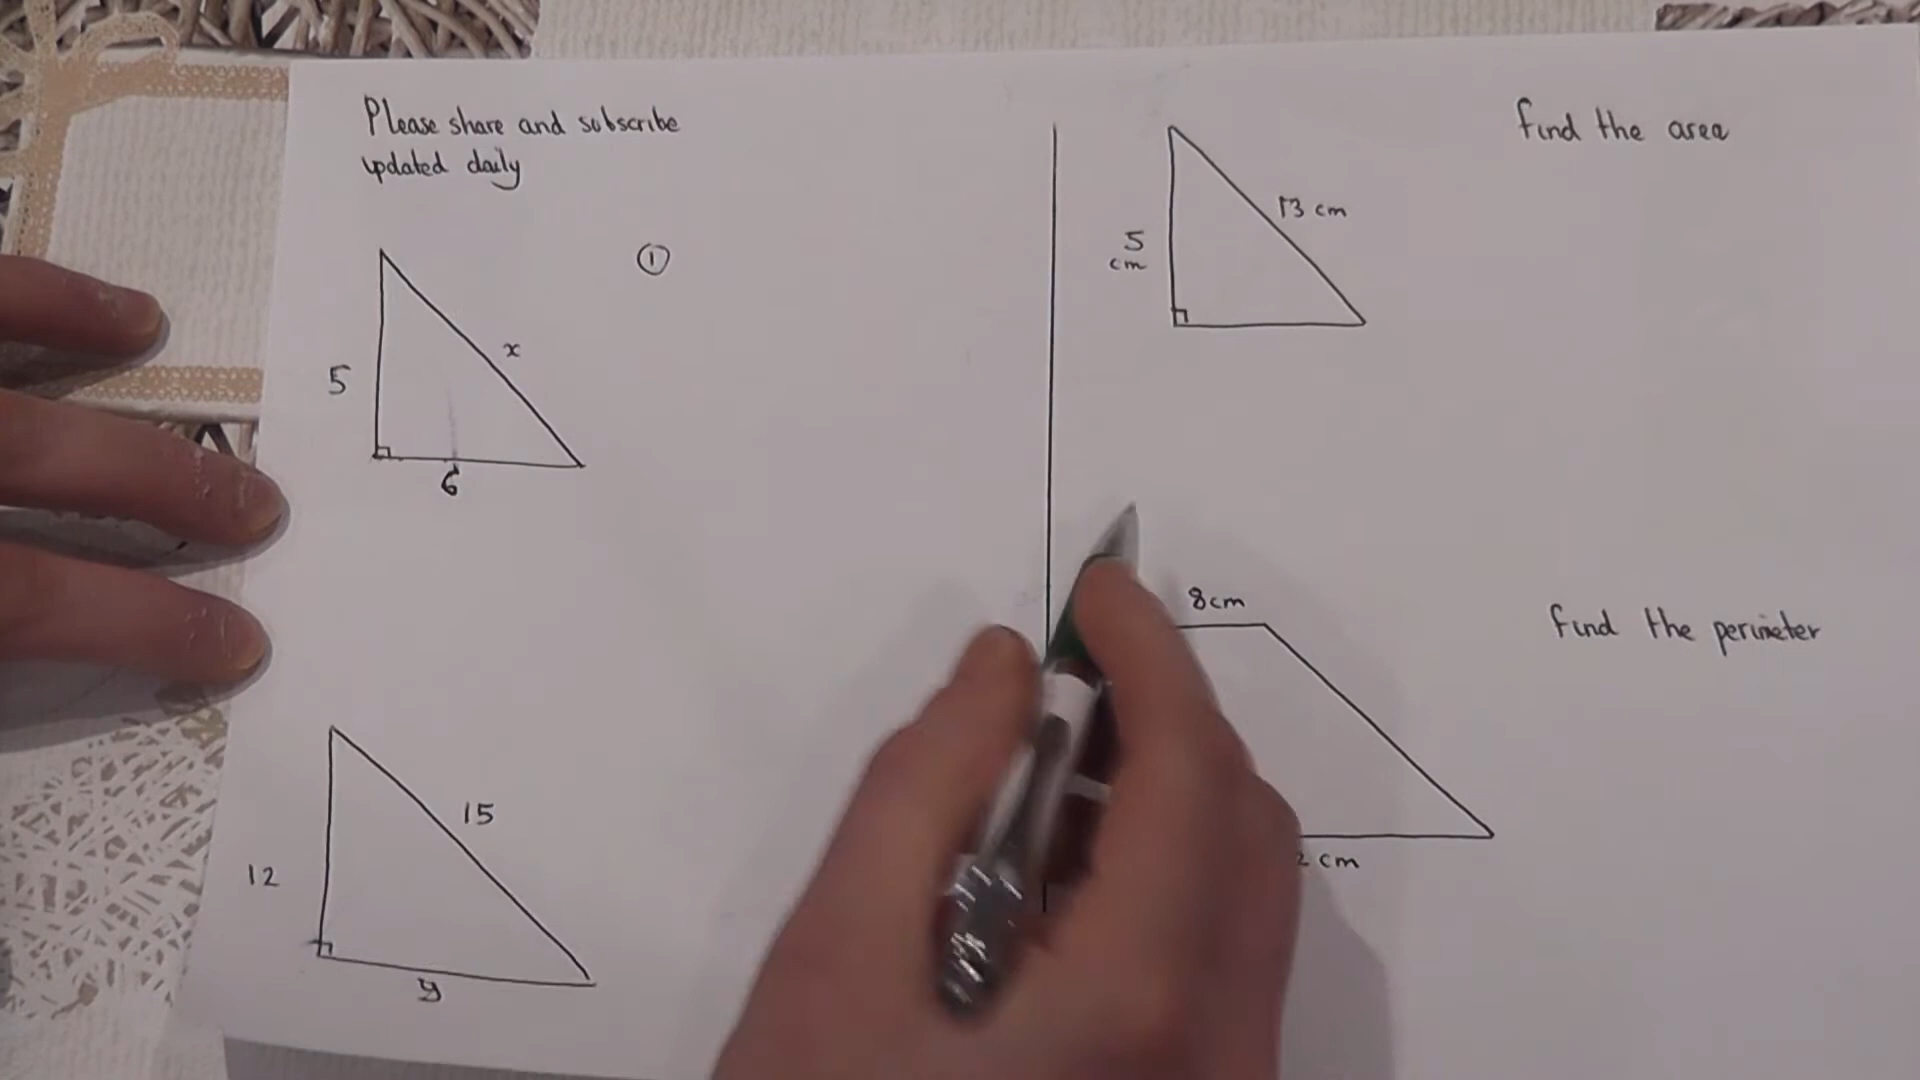 Please share and subscribe
updated daily
1
5
x
6
12
15
y
find the area
13 cm
5
cm
8cm
find the perimeter
2 cm